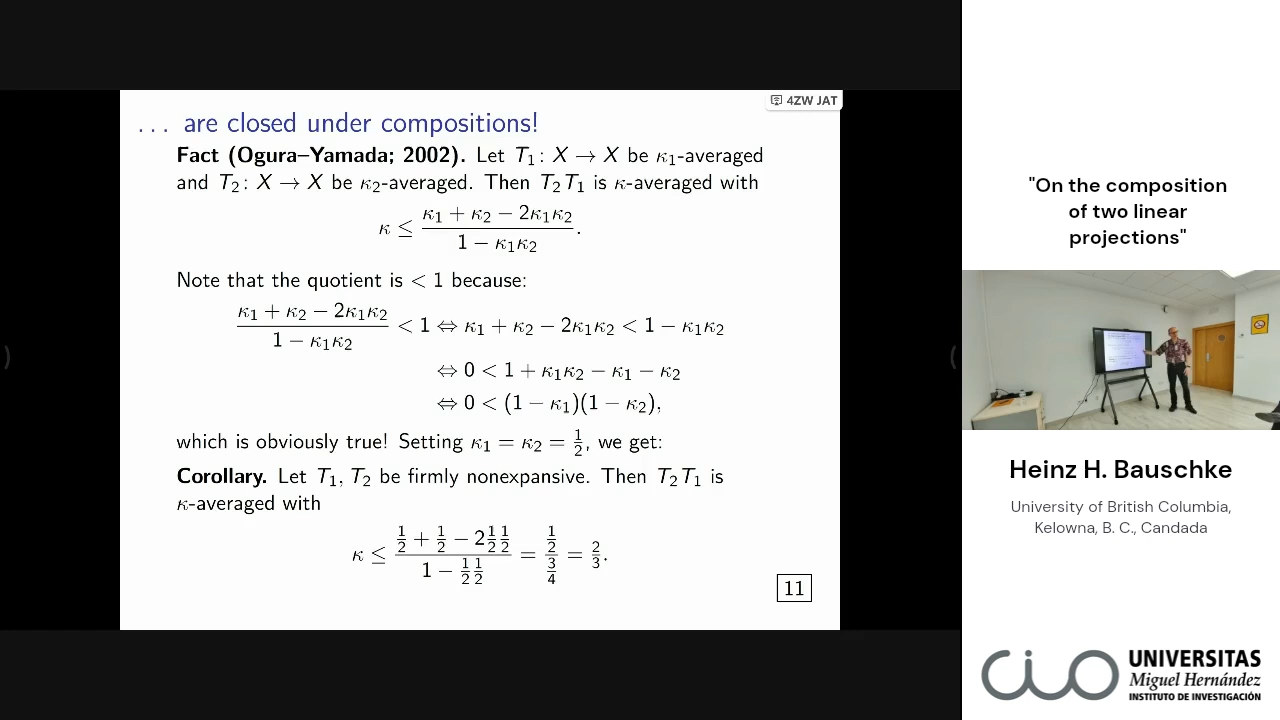 4ZW JAT
. . . are closed under compositions!
Fact (Ogura–Yamada; 2002). Let T₁: X → X be κ₁-averaged
and T₂: X → X be κ₂-averaged. Then T₂T₁ is κ-averaged with
κ ≤ (κ₁ + κ₂ − 2κ₁κ₂)/(1 − κ₁κ₂).
Note that the quotient is < 1 because:
(κ₁ + κ₂ − 2κ₁κ₂)/(1 − κ₁κ₂) < 1 ⇔ κ₁ + κ₂ − 2κ₁κ₂ < 1 − κ₁κ₂
⇔ 0 < 1 + κ₁κ₂ − κ₁ − κ₂
⇔ 0 < (1 − κ₁)(1 − κ₂),
which is obviously true! Setting κ₁ = κ₂ = ½, we get:
Corollary. Let T₁, T₂ be firmly nonexpansive. Then T₂T₁ is
κ-averaged with
κ ≤ (½ + ½ − 2½½)/(1 − ½½) = ½/¾ = ⅔.
11
"On the composition
of two linear
projections"
Heinz H. Bauschke
University of British Columbia,
Kelowna, B. C., Candada
cio
UNIVERSITAS
Miguel Hernández
INSTITUTO DE INVESTIGACIÓN